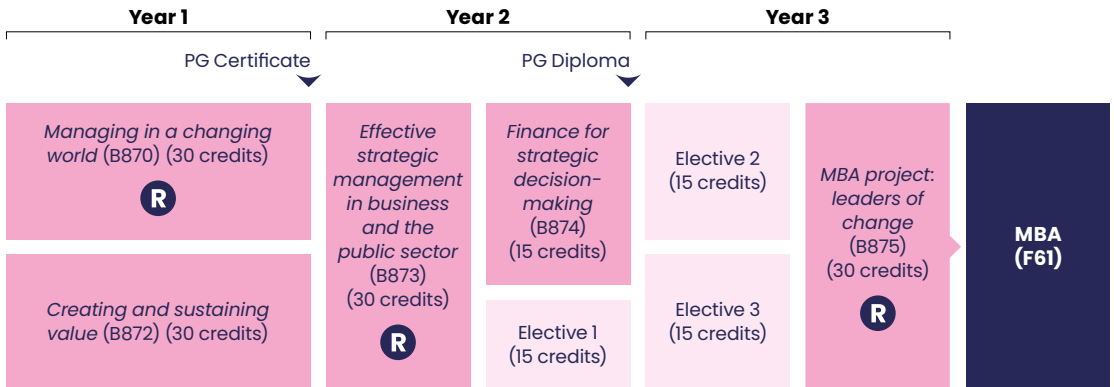 Year 1
Year 2
Year 3
PG Certificate
PG Diploma
Managing in a changing
world (B870) (30 credits)
R
Creating and sustaining
value (B872) (30 credits)
Effective
strategic
management
in business
and the
public sector
(B873)
(30 credits)
R
Finance for
strategic
decision-
making
(B874)
(15 credits)
Elective 1
(15 credits)
Elective 2
(15 credits)
Elective 3
(15 credits)
MBA project:
leaders of
change
(B875)
(30 credits)
R
MBA
(F61)